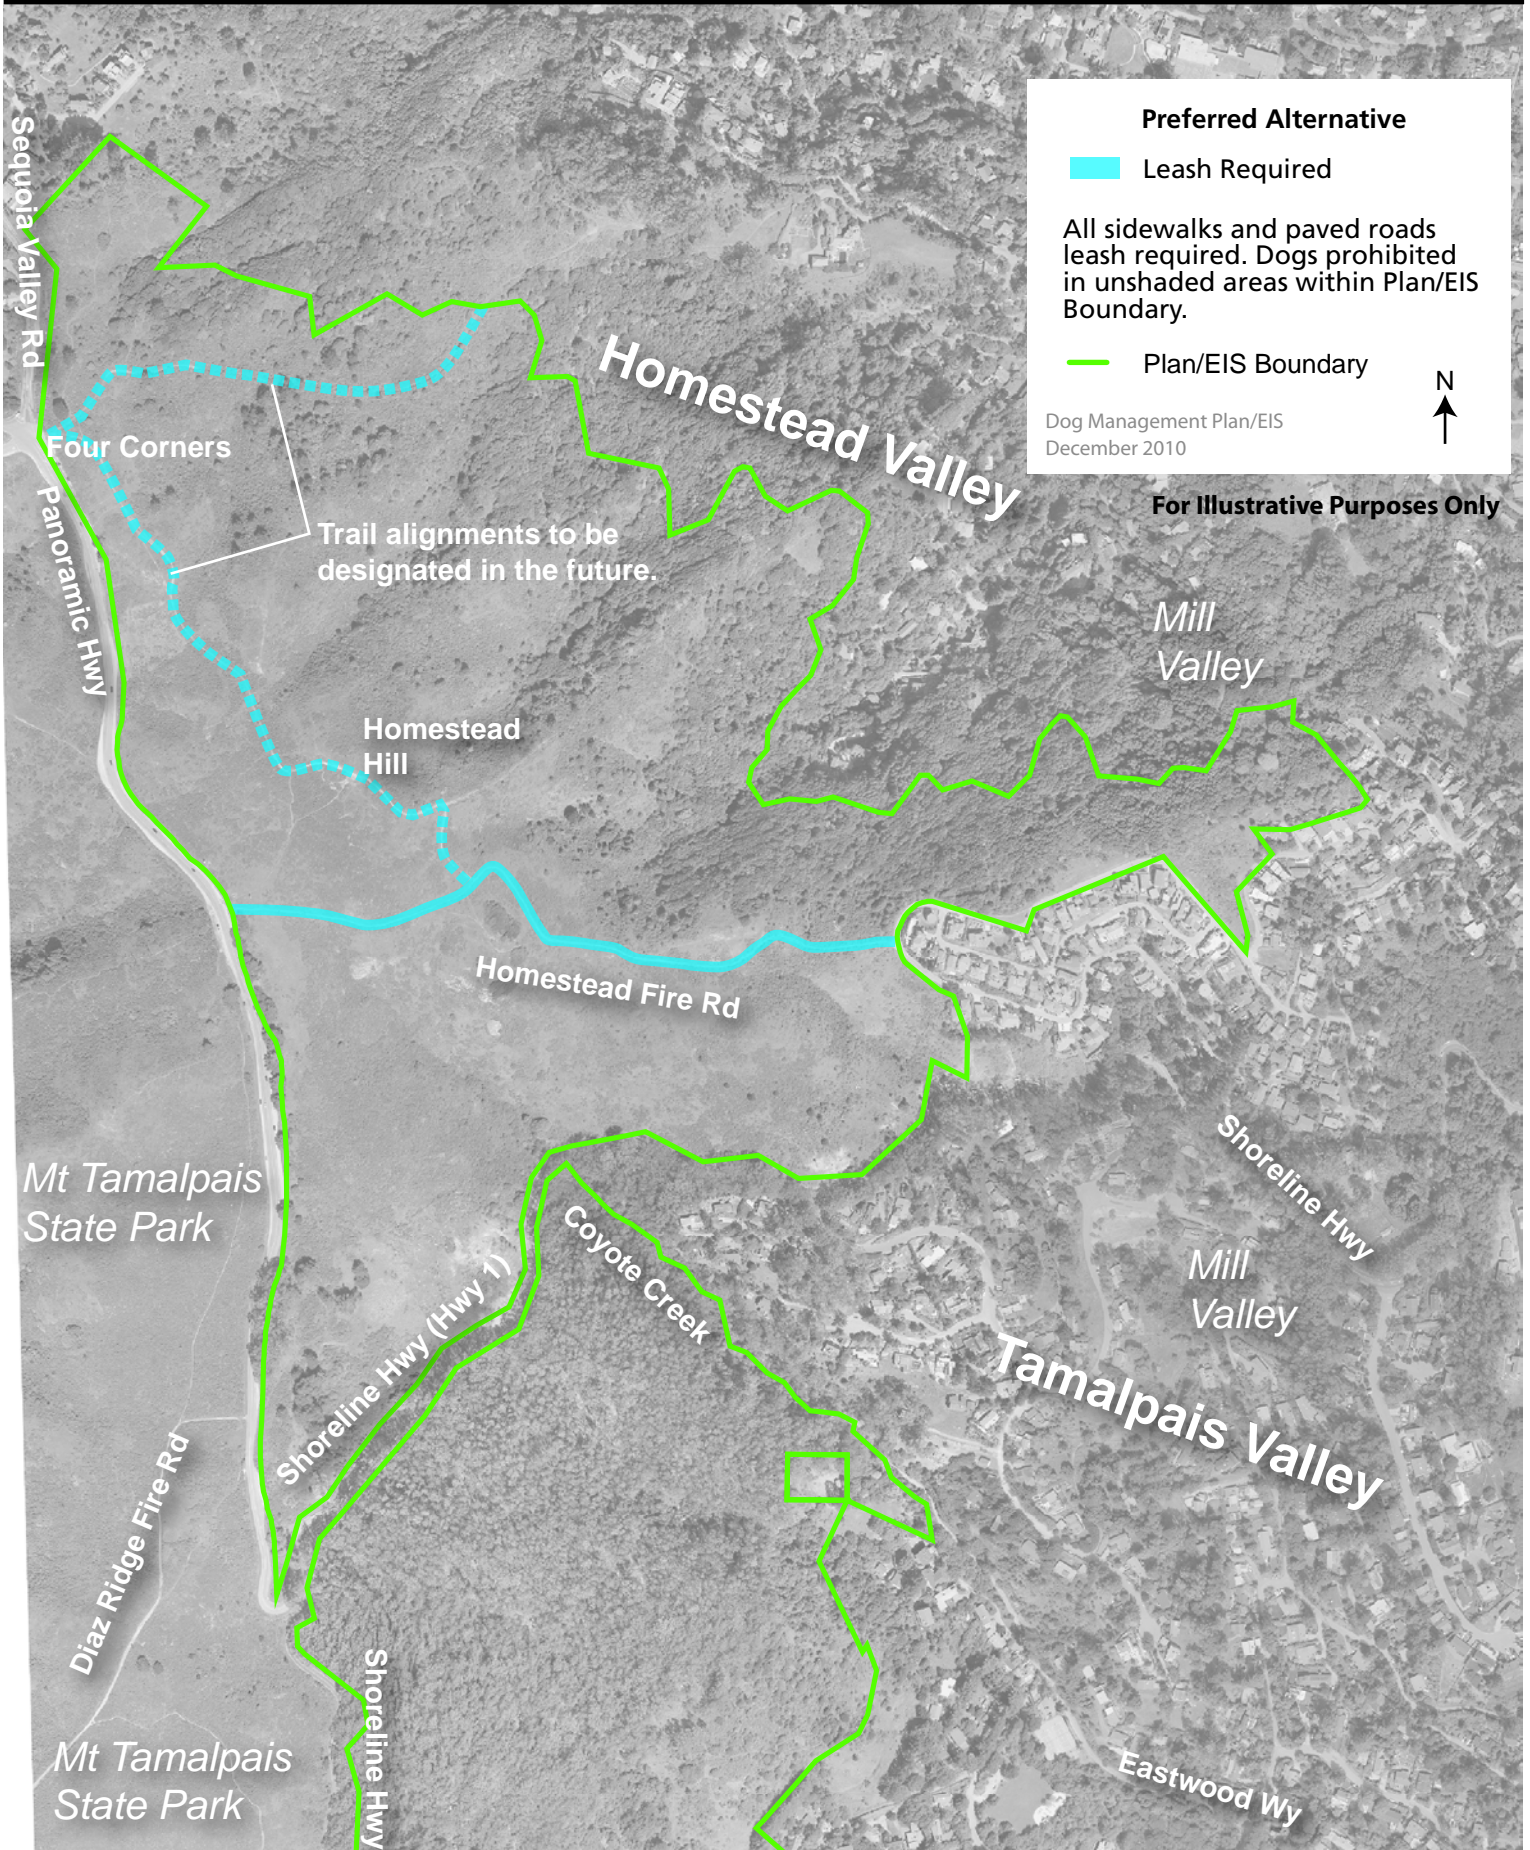 Preferred Alternative
Leash Required
All sidewalks and paved roads
leash required. Dogs prohibited
in unshaded areas within Plan/EIS
Boundary.
Plan/EIS Boundary
N
Dog Management Plan/EIS
December 2010
For Illustrative Purposes Only
Sequoia Valley Rd
Homestead Valley
Four Corners
Panoramic Hwy
Trail alignments to be
designated in the future.
Mill
Valley
Homestead
Hill
Homestead Fire Rd
Mt Tamalpais
State Park
Shoreline Hwy
Coyote Creek
Shoreline Hwy (Hwy 1)
Mill
Valley
Tamalpais Valley
Diaz Ridge Fire Rd
Shoreline Hwy
Mt Tamalpais
State Park
Eastwood Wy